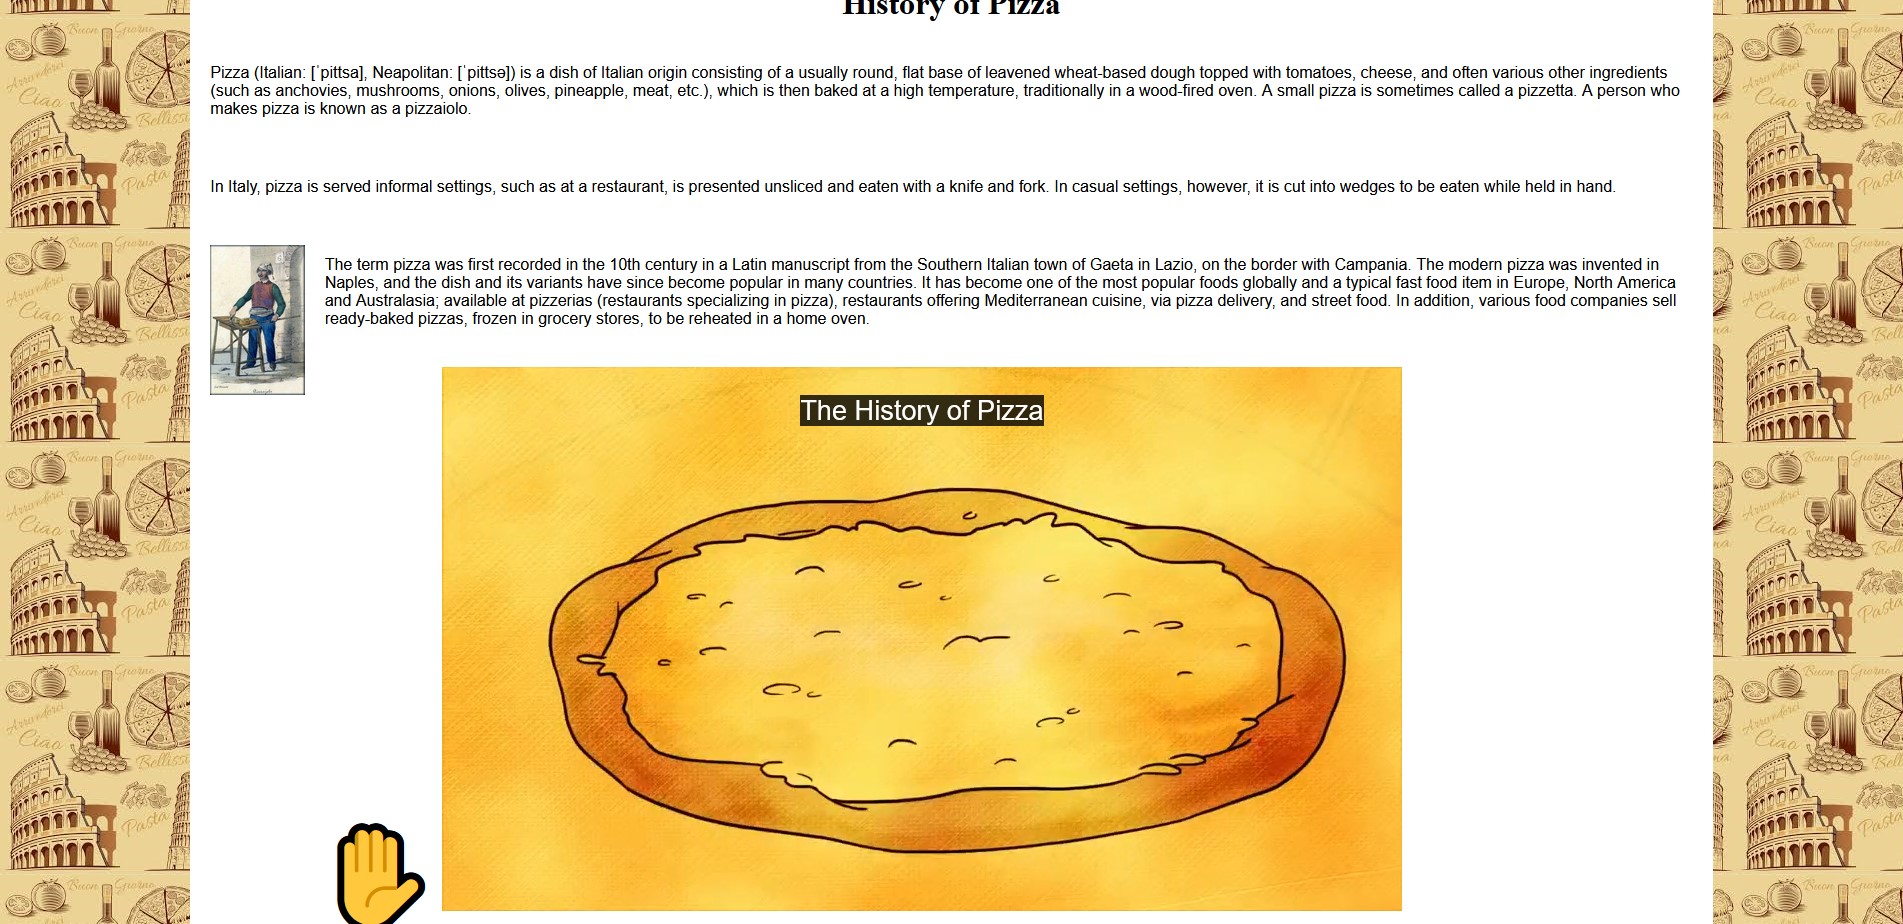 History of Pizza
Pizza (Italian: [ˈpittsa], Neapolitan: [ˈpittsə]) is a dish of Italian origin consisting of a usually round, flat base of leavened wheat-based dough topped with tomatoes, cheese, and often various other ingredients
(such as anchovies, mushrooms, onions, olives, pineapple, meat, etc.), which is then baked at a high temperature, traditionally in a wood-fired oven. A small pizza is sometimes called a pizzetta. A person who
makes pizza is known as a pizzaiolo.
In Italy, pizza is served informal settings, such as at a restaurant, is presented unsliced and eaten with a knife and fork. In casual settings, however, it is cut into wedges to be eaten while held in hand.
The term pizza was first recorded in the 10th century in a Latin manuscript from the Southern Italian town of Gaeta in Lazio, on the border with Campania. The modern pizza was invented in
Naples, and the dish and its variants have since become popular in many countries. It has become one of the most popular foods globally and a typical fast food item in Europe, North America
and Australasia; available at pizzerias (restaurants specializing in pizza), restaurants offering Mediterranean cuisine, via pizza delivery, and street food. In addition, various food companies sell
ready-baked pizzas, frozen in grocery stores, to be reheated in a home oven.
The History of Pizza
Buon Giorno
Arrivederci
Ciao
Pasta